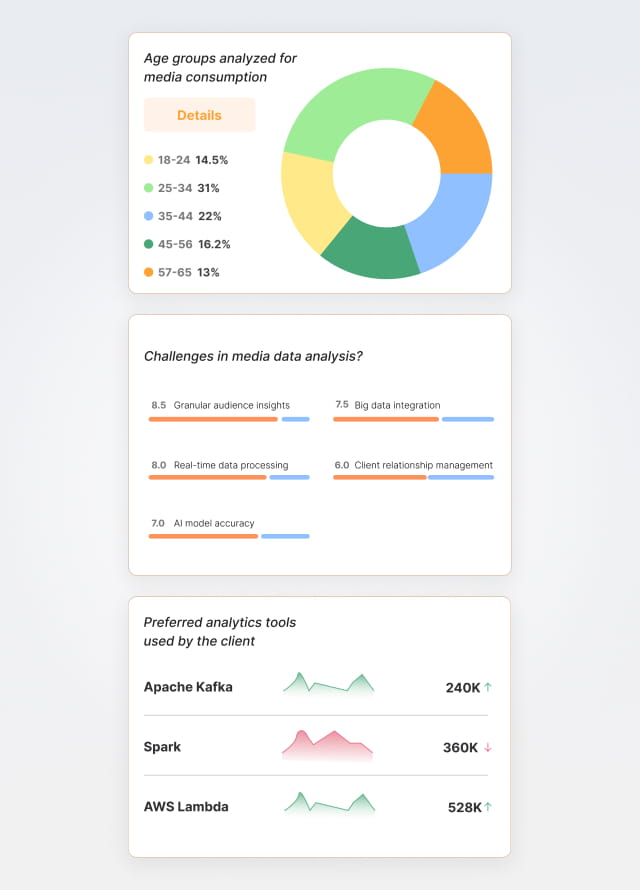 Age groups analyzed for
media consumption
Details
18-24 14.5%
25-34 31%
35-44 22%
45-56 16.2%
57-65 13%
Challenges in media data analysis?
8.5 Granular audience insights
7.5 Big data integration
8.0 Real-time data processing
6.0 Client relationship management
7.0 AI model accuracy
Preferred analytics tools
used by the client
Apache Kafka 240K↑
Spark 360K ↓
AWS Lambda 528K↑